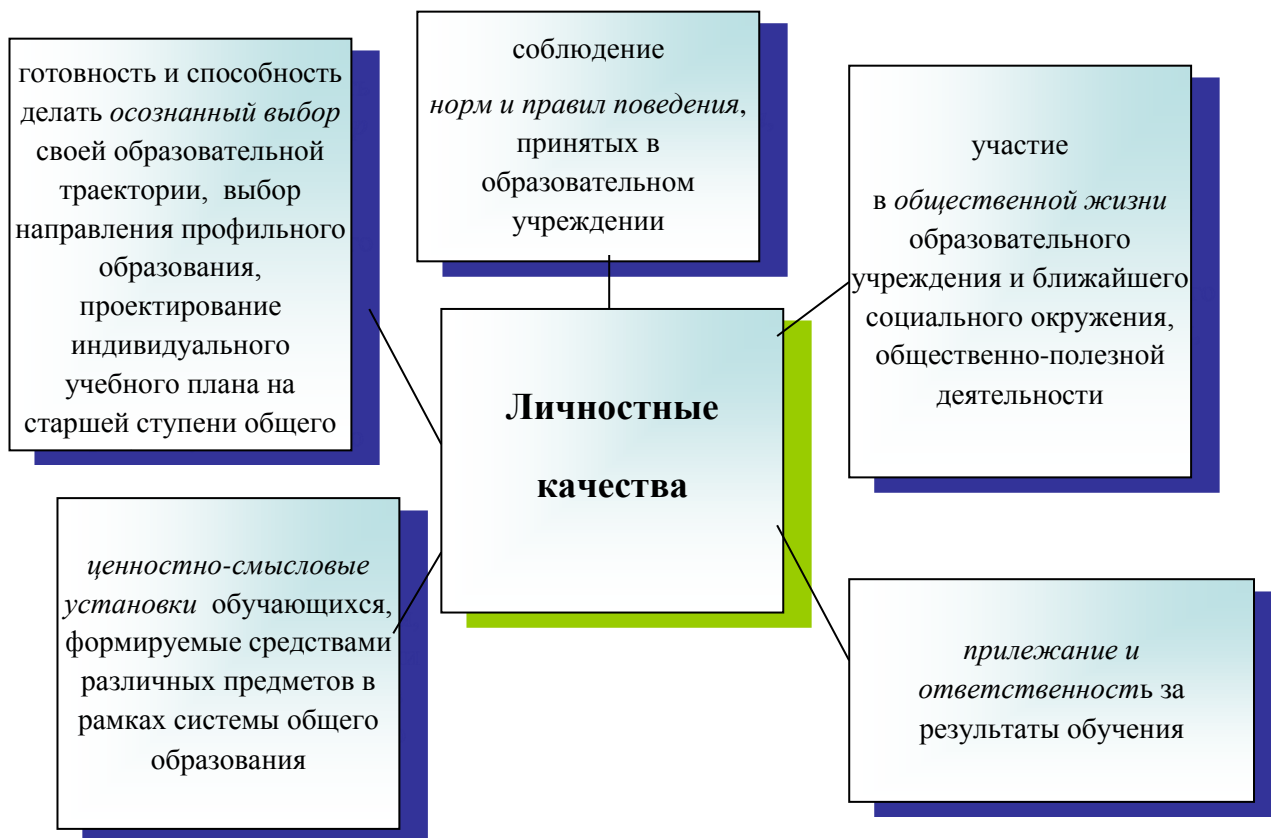 готовность и способность
делать осознанный выбор
своей образовательной
траектории, выбор
направления профильного
образования,
проектирование
индивидуального
учебного плана на
старшей ступени общего
соблюдение
норм и правил поведения,
принятых в
образовательном
учреждении
участие
в общественной жизни
образовательного
учреждения и ближайшего
социального окружения,
общественно-полезной
деятельности
Личностные
качества
ценностно-смысловые
установки обучающихся,
формируемые средствами
различных предметов в
рамках системы общего
образования
прилежание и
ответственность за
результаты обучения